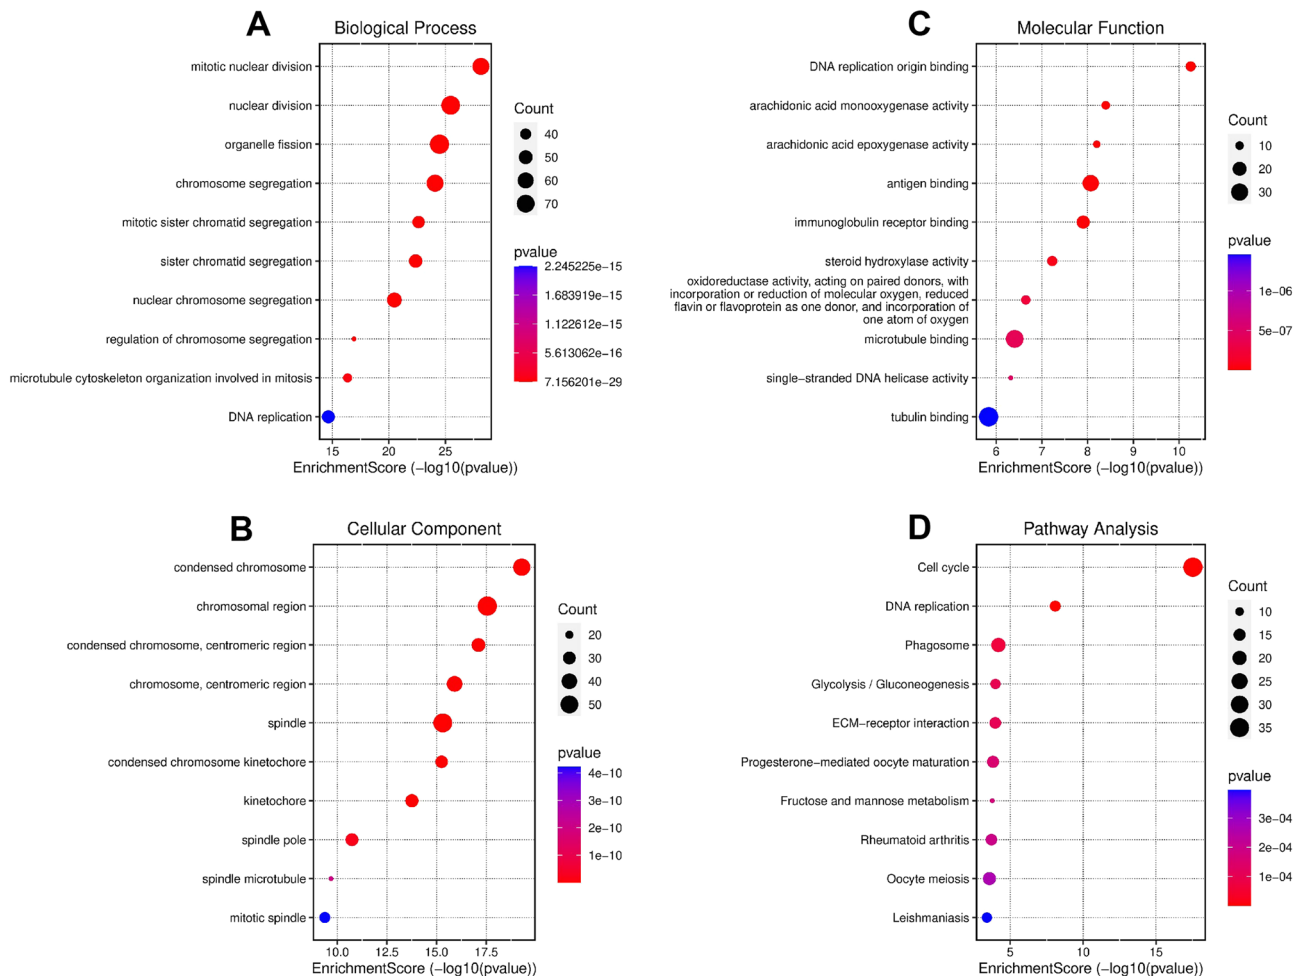 A
Biological Process
mitotic nuclear division
nuclear division
organelle fission
chromosome segregation
mitotic sister chromatid segregation
sister chromatid segregation
nuclear chromosome segregation
regulation of chromosome segregation
microtubule cytoskeleton organization involved in mitosis
DNA replication
15 20 25
EnrichmentScore (−log10(pvalue))
Count
40
50
60
70
pvalue
2.245225e−15
1.683919e−15
1.122612e−15
5.613062e−16
7.156201e−29
C
Molecular Function
DNA replication origin binding
arachidonic acid monooxygenase activity
arachidonic acid epoxygenase activity
antigen binding
immunoglobulin receptor binding
steroid hydroxylase activity
oxidoreductase activity, acting on paired donors, with
incorporation or reduction of molecular oxygen, reduced
flavin or flavoprotein as one donor, and incorporation of
one atom of oxygen
microtubule binding
single−stranded DNA helicase activity
tubulin binding
6 7 8 9 10
EnrichmentScore (−log10(pvalue))
Count
10
20
30
pvalue
1e−06
5e−07
B
Cellular Component
condensed chromosome
chromosomal region
condensed chromosome, centromeric region
chromosome, centromeric region
spindle
condensed chromosome kinetochore
kinetochore
spindle pole
spindle microtubule
mitotic spindle
10.0 12.5 15.0 17.5
EnrichmentScore (−log10(pvalue))
Count
20
30
40
50
pvalue
4e−10
3e−10
2e−10
1e−10
D
Pathway Analysis
Cell cycle
DNA replication
Phagosome
Glycolysis / Gluconeogenesis
ECM−receptor interaction
Progesterone−mediated oocyte maturation
Fructose and mannose metabolism
Rheumatoid arthritis
Oocyte meiosis
Leishmaniasis
5 10 15
EnrichmentScore (−log10(pvalue))
Count
10
15
20
25
30
35
pvalue
3e−04
2e−04
1e−04